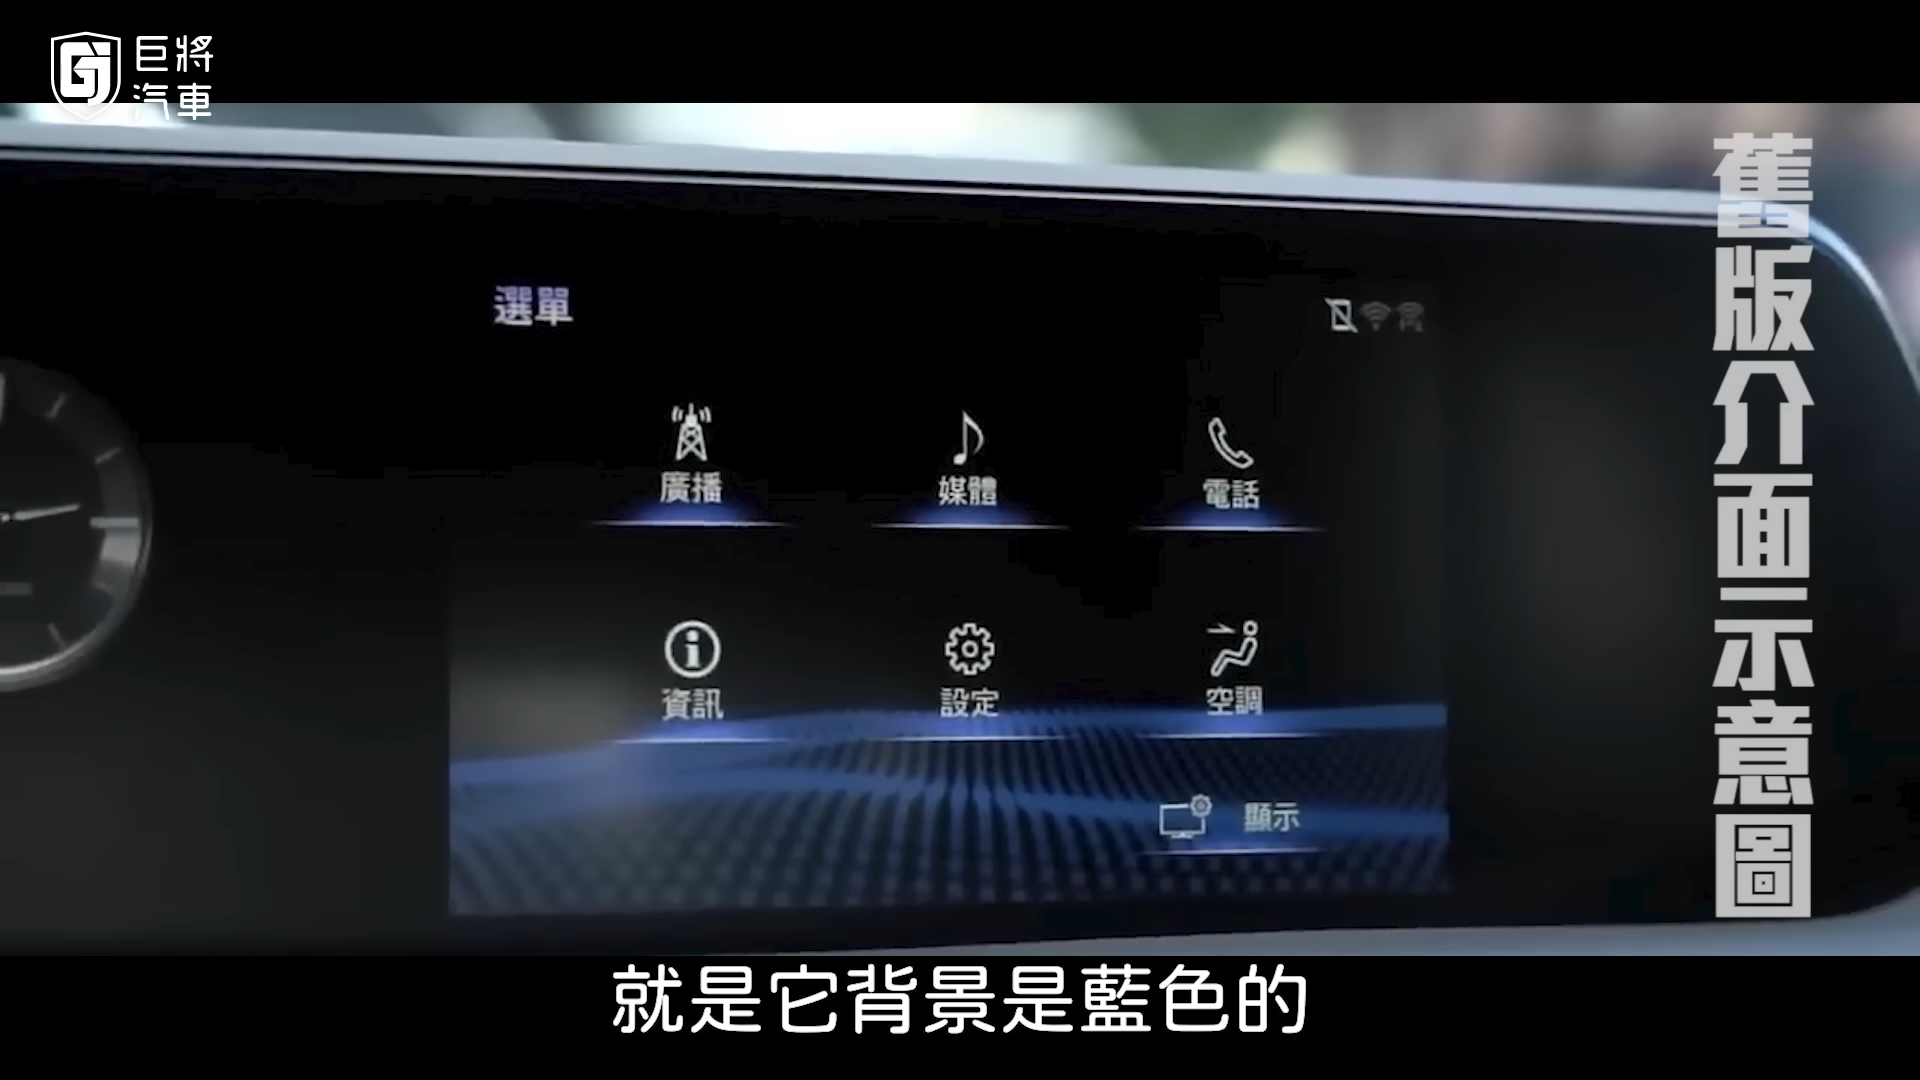 GJ
巨將
汽車
舊版介面示意圖
選單
廣播
媒體
電話
資訊
設定
空調
顯示
就是它背景是藍色的